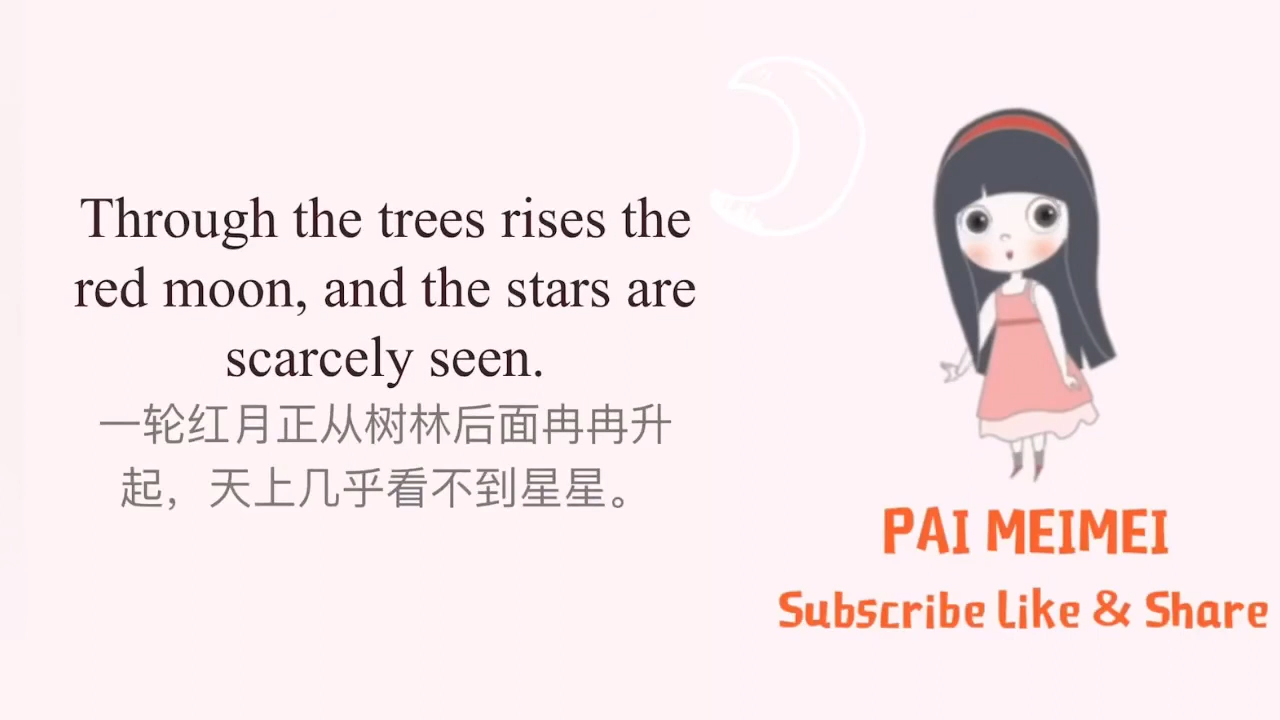 Through the trees rises the
red moon, and the stars are
scarcely seen.
一轮红月正从树林后面冉冉升
起，天上几乎看不到星星。
PAI MEIMEI
Subscribe Like & Share